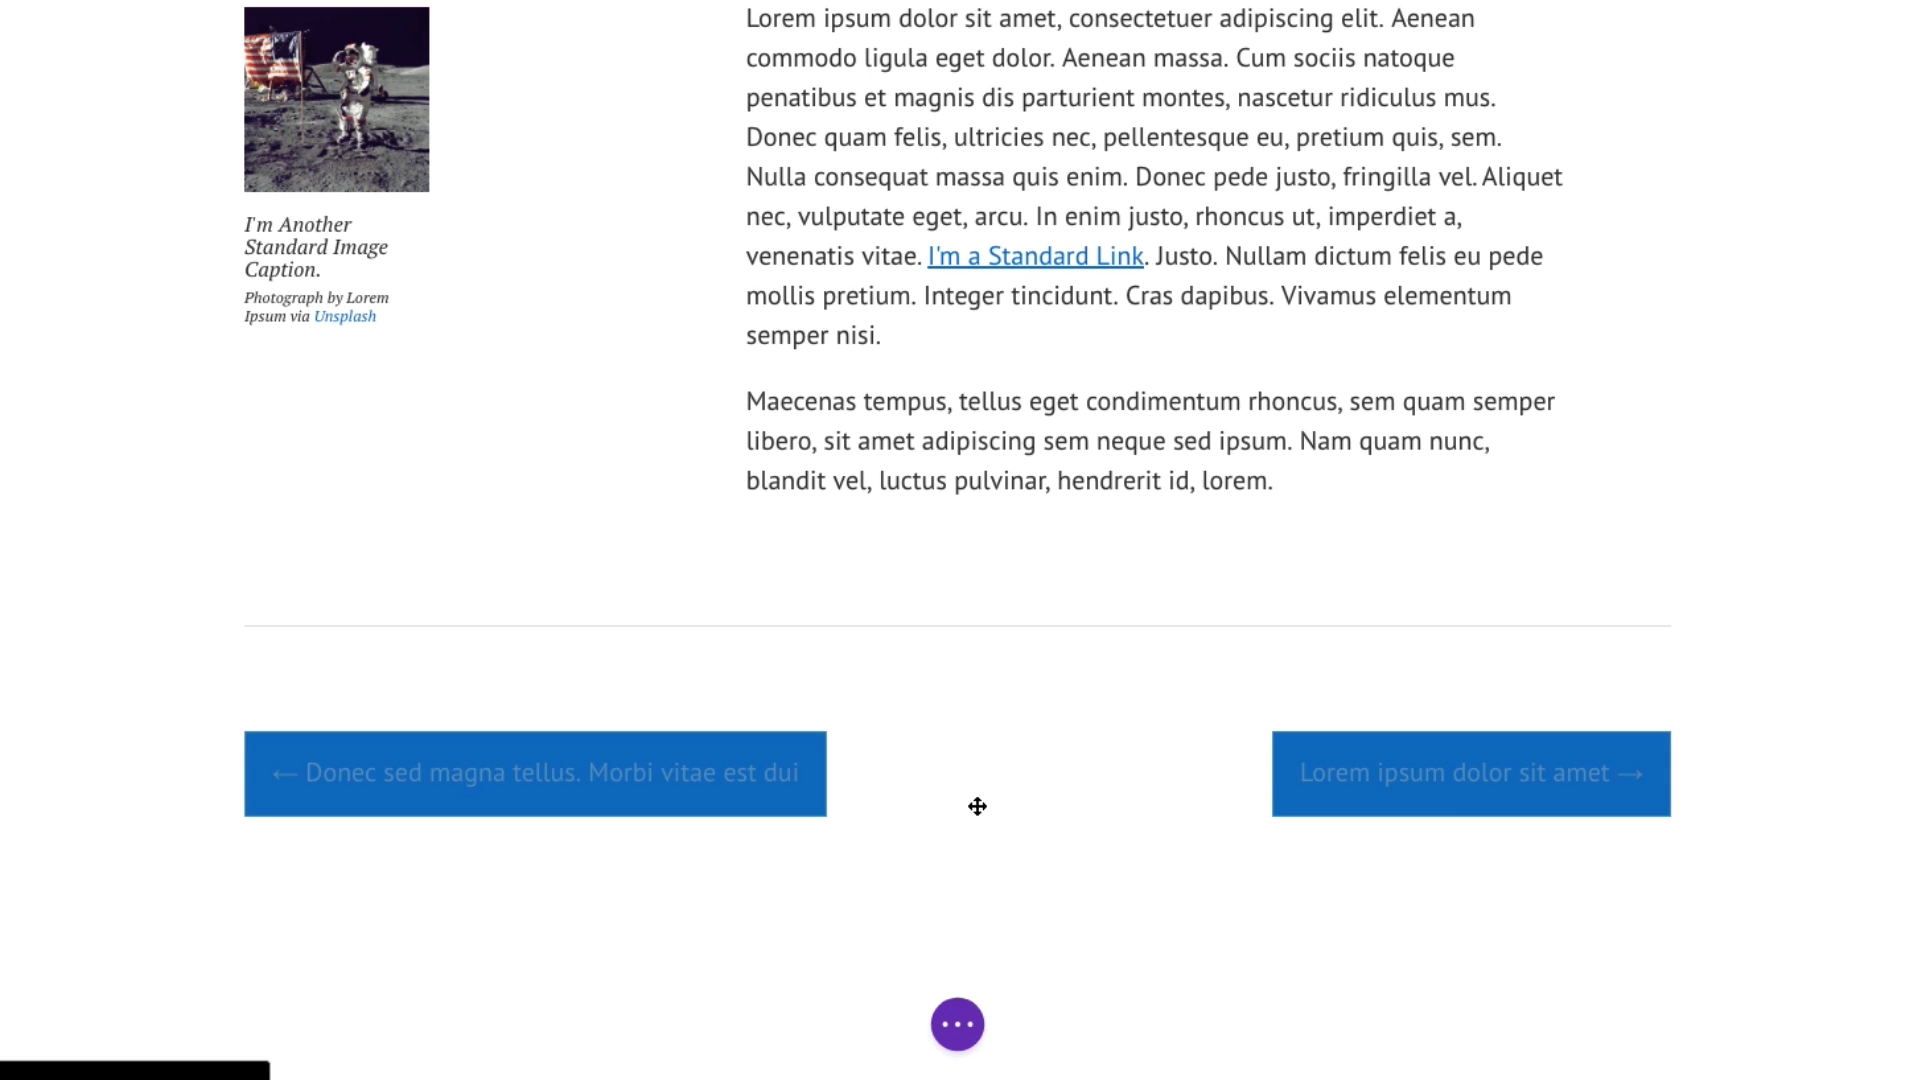 Lorem ipsum dolor sit amet, consectetuer adipiscing elit. Aenean
commodo ligula eget dolor. Aenean massa. Cum sociis natoque
penatibus et magnis dis parturient montes, nascetur ridiculus mus.
Donec quam felis, ultricies nec, pellentesque eu, pretium quis, sem.
Nulla consequat massa quis enim. Donec pede justo, fringilla vel. Aliquet
nec, vulputate eget, arcu. In enim justo, rhoncus ut, imperdiet a,
venenatis vitae. I'm a Standard Link. Justo. Nullam dictum felis eu pede
mollis pretium. Integer tincidunt. Cras dapibus. Vivamus elementum
semper nisi.
Maecenas tempus, tellus eget condimentum rhoncus, sem quam semper
libero, sit amet adipiscing sem neque sed ipsum. Nam quam nunc,
blandit vel, luctus pulvinar, hendrerit id, lorem.
I'm Another
Standard Image
Caption.
Photograph by Lorem
Ipsum via Unsplash
← Donec sed magna tellus. Morbi vitae est dui
Lorem ipsum dolor sit amet →